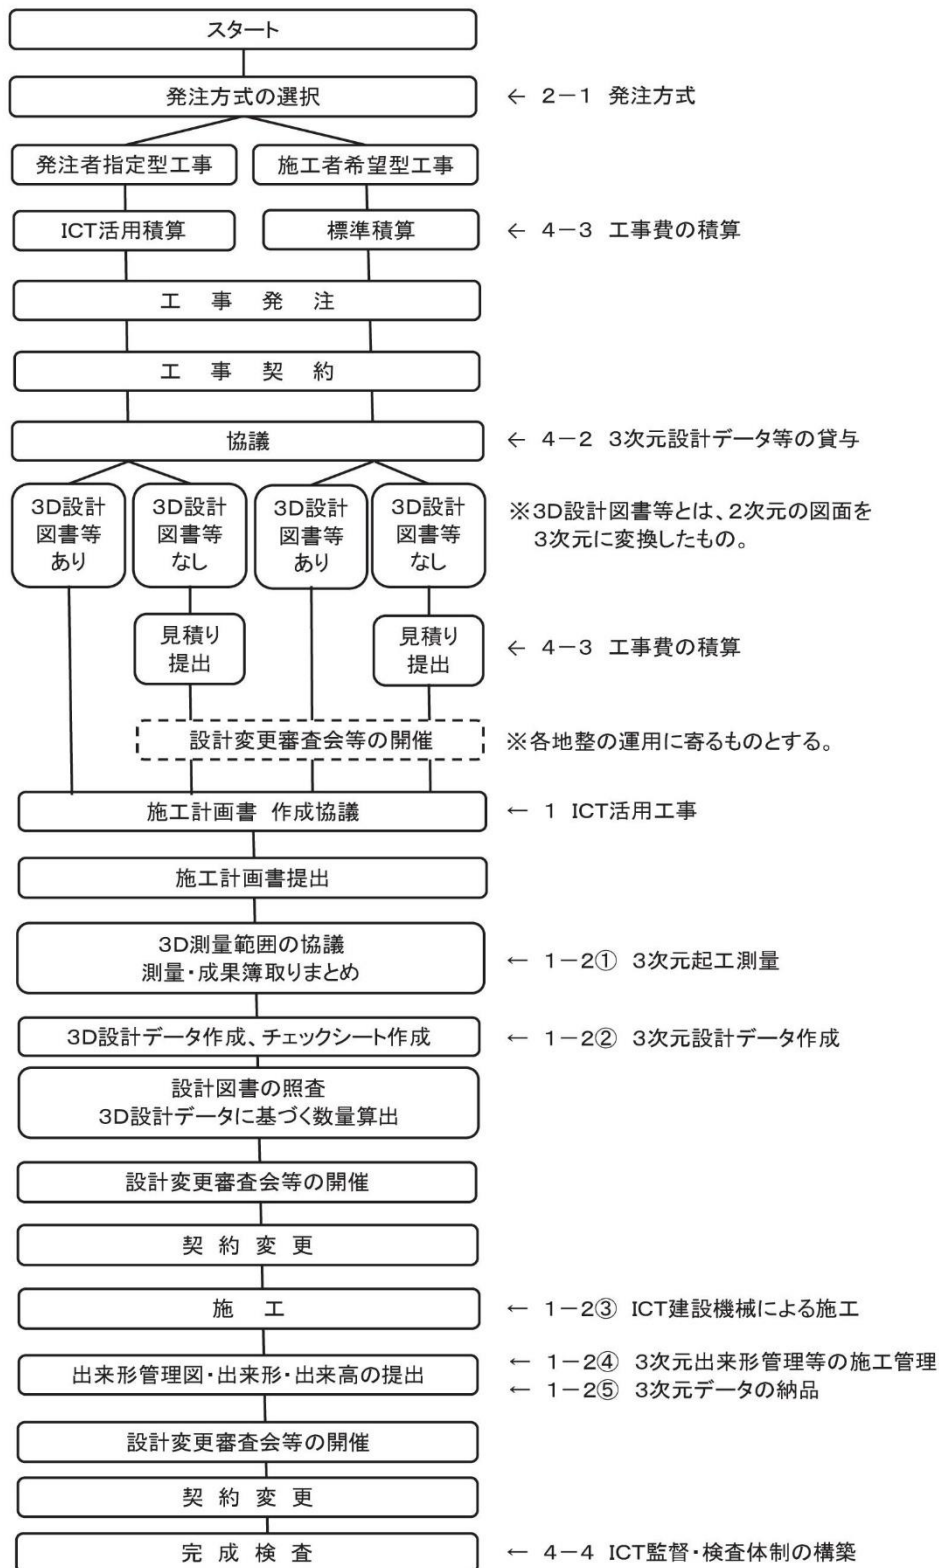 スタート
発注方式の選択
← 2－1 発注方式
発注者指定型工事
施工者希望型工事
ICT活用積算
標準積算
← 4－3 工事費の積算
工 事 発 注
工 事 契 約
協議
← 4－2 3次元設計データ等の貸与
3D設計
図書等
あり
3D設計
図書等
なし
3D設計
図書等
あり
3D設計
図書等
なし
※3D設計図書等とは、2次元の図面を
3次元に変換したもの。
見積り
提出
見積り
提出
← 4－3 工事費の積算
設計変更審査会等の開催
※各地整の運用に寄るものとする。
施工計画書 作成協議
← 1 ICT活用工事
施工計画書提出
3D測量範囲の協議
測量・成果簿取りまとめ
← 1－2① 3次元起工測量
3D設計データ作成、チェックシート作成
← 1－2② 3次元設計データ作成
設計図書の照査
3D設計データに基づく数量算出
設計変更審査会等の開催
契 約 変 更
施 工
← 1－2③ ICT建設機械による施工
出来形管理図・出来形・出来高の提出
← 1－2④ 3次元出来形管理等の施工管理
← 1－2⑤ 3次元データの納品
設計変更審査会等の開催
契 約 変 更
完 成 検 査
← 4－4 ICT監督・検査体制の構築